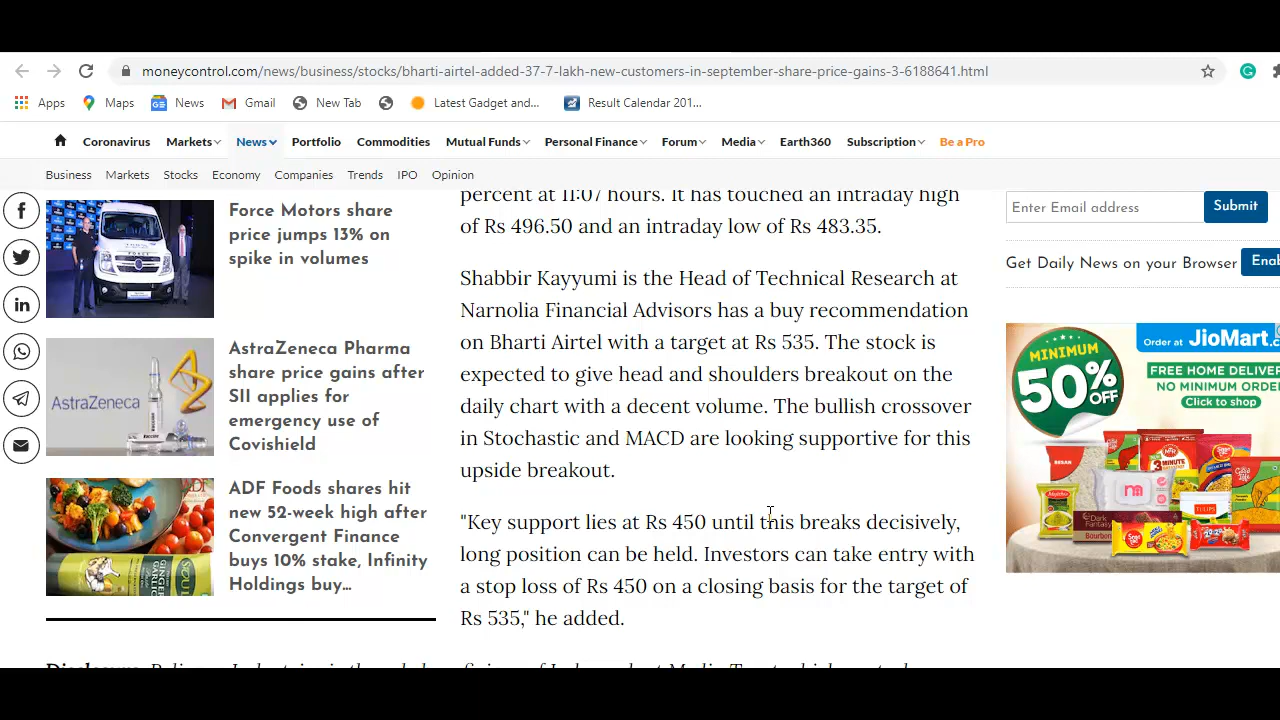 moneycontrol.com/news/business/stocks/bharti-airtel-added-37-7-lakh-new-customers-in-september-share-price-gains-3-6188641.html
Apps Maps News Gmail New Tab Latest Gadget and... Result Calendar 201...
Coronavirus Markets News Portfolio Commodities Mutual Funds Personal Finance Forum Media Earth360 Subscription Be a Pro
Business Markets Stocks Economy Companies Trends IPO Opinion
Force Motors share
price jumps 13% on
spike in volumes
AstraZeneca
AstraZeneca Pharma
share price gains after
SII applies for
emergency use of
Covishield
ADF Foods shares hit
new 52-week high after
Convergent Finance
buys 10% stake, Infinity
Holdings buy...
percent at 11:07 hours. It has touched an intraday high
of Rs 496.50 and an intraday low of Rs 483.35.
Shabbir Kayyumi is the Head of Technical Research at
Narnolia Financial Advisors has a buy recommendation
on Bharti Airtel with a target at Rs 535. The stock is
expected to give head and shoulders breakout on the
daily chart with a decent volume. The bullish crossover
in Stochastic and MACD are looking supportive for this
upside breakout.
"Key support lies at Rs 450 until this breaks decisively,
long position can be held. Investors can take entry with
a stop loss of Rs 450 on a closing basis for the target of
Rs 535," he added.
Enter Email address Submit
Get Daily News on your Browser Enab
Order at JioMart.c
MINIMUM
50%
OFF
FREE HOME DELIVER
NO MINIMUM ORDER
Click to shop